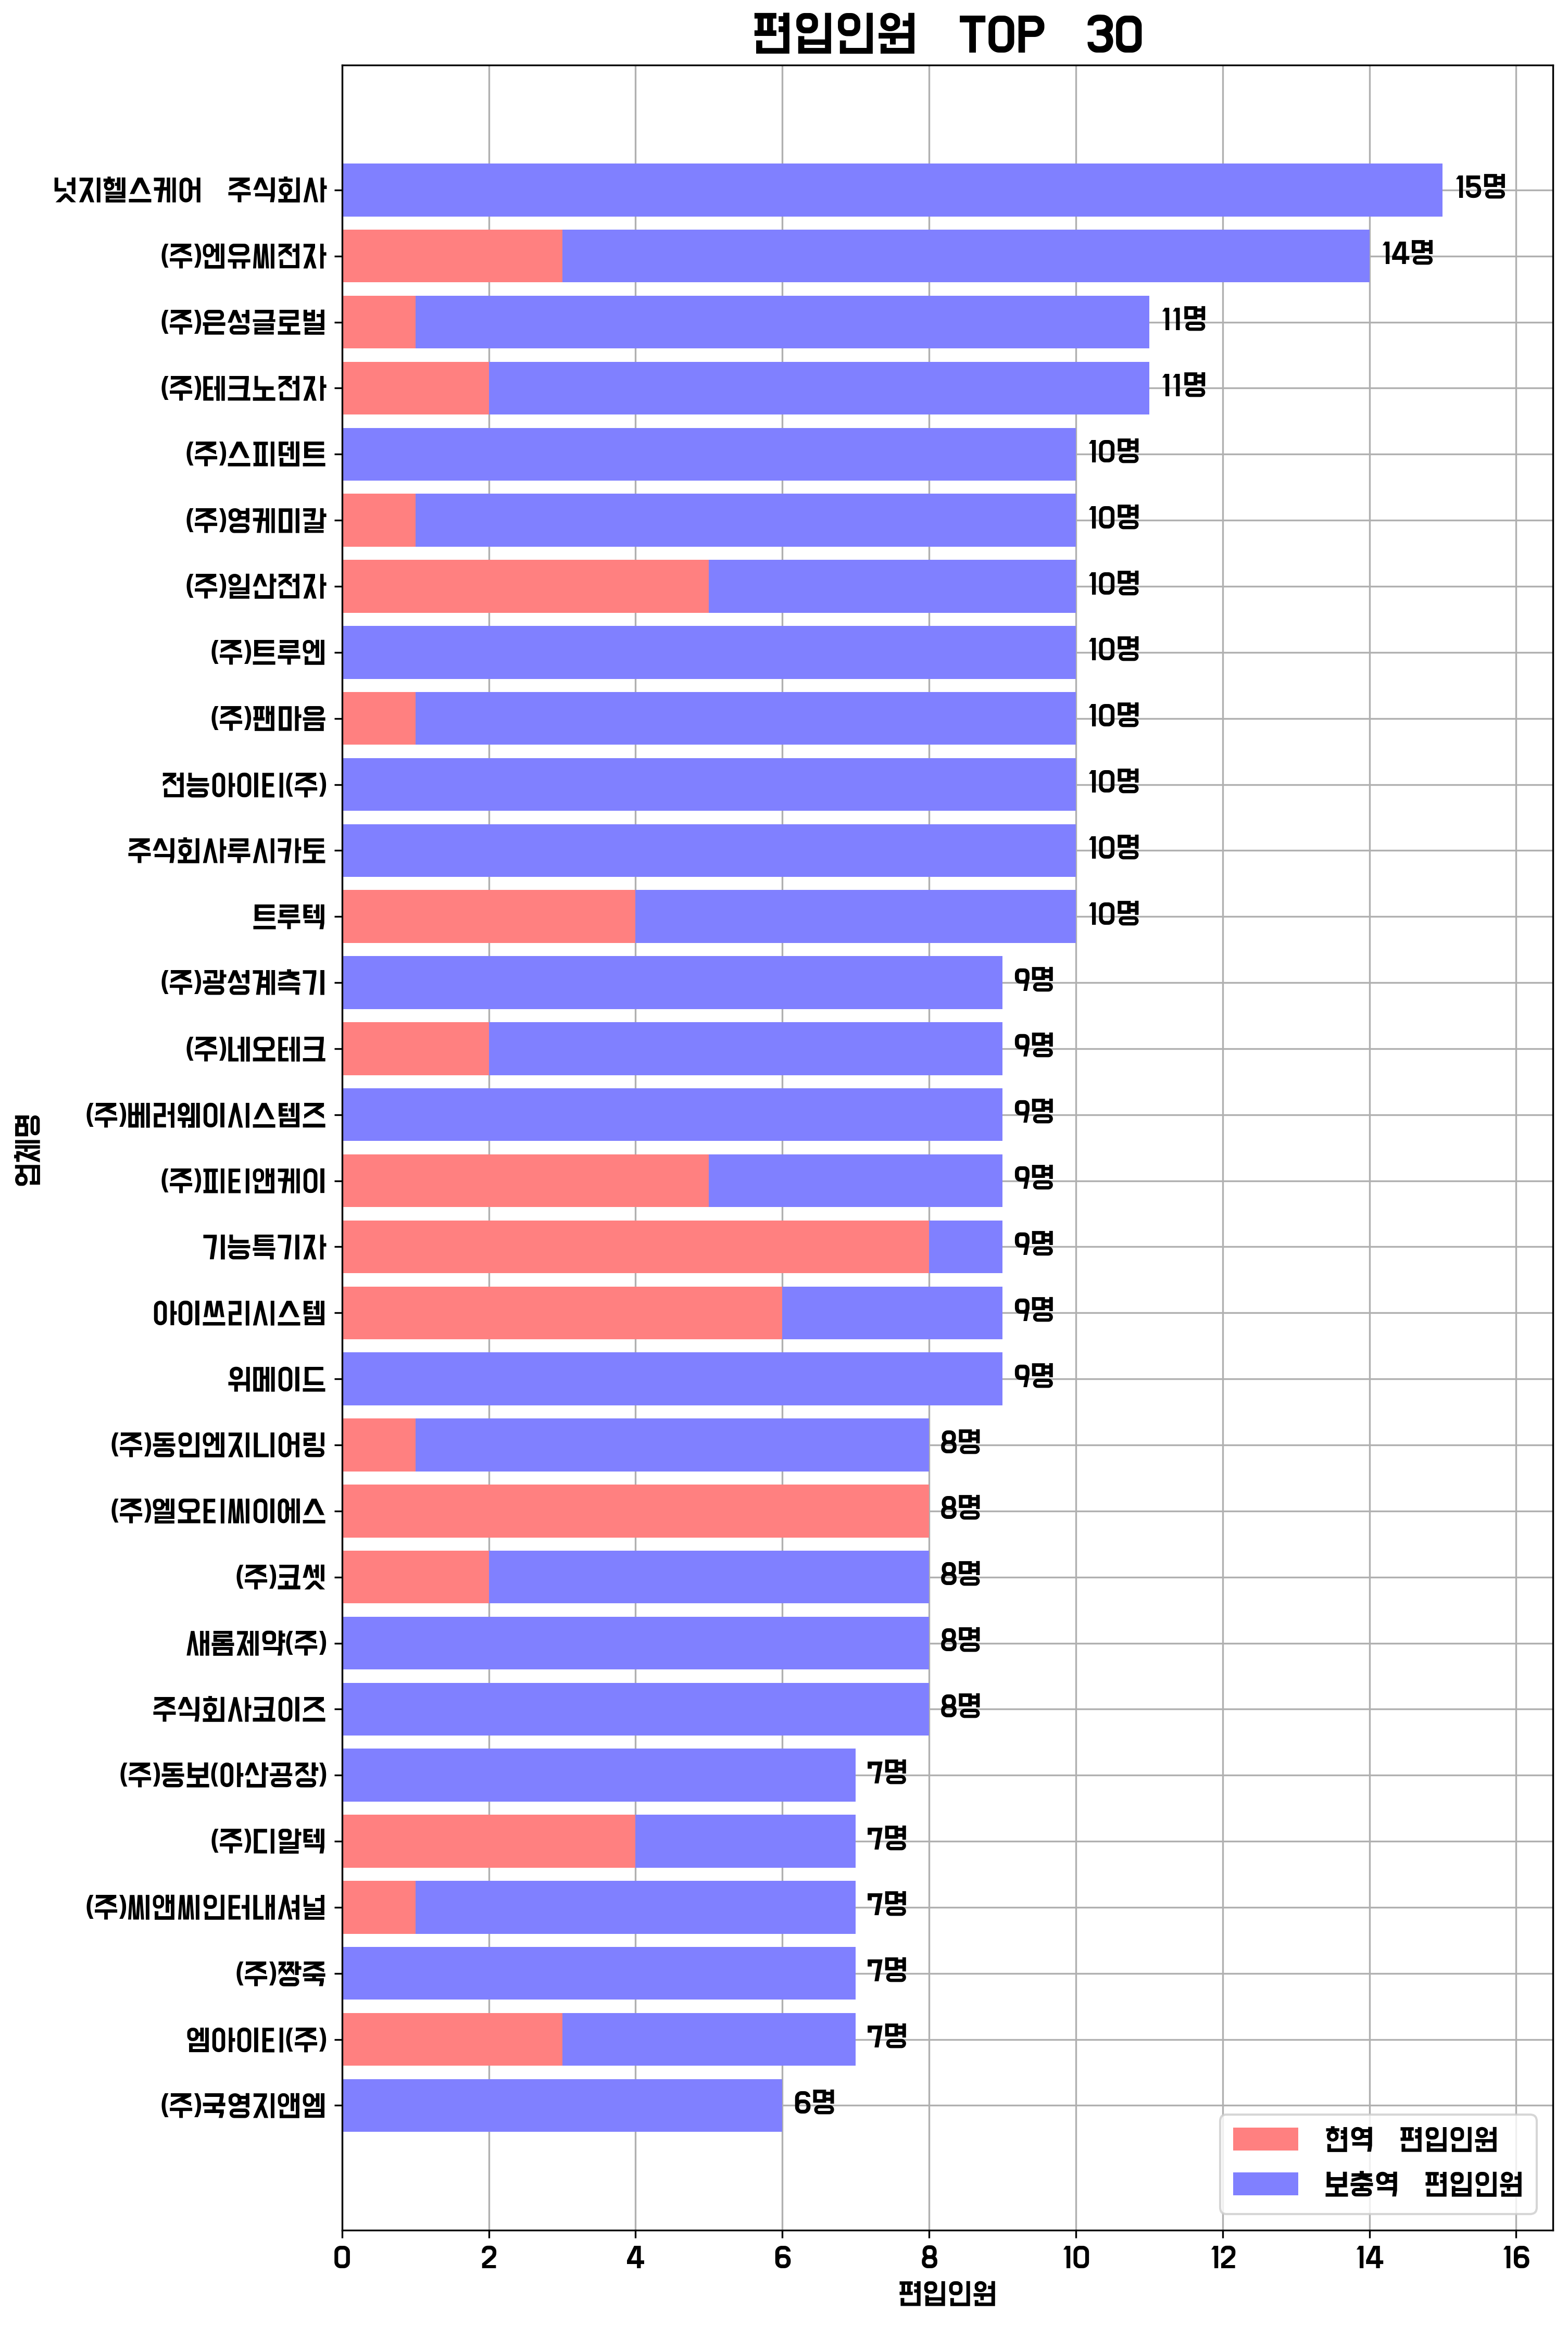 편입인원 TOP 30
넛지헬스케어 주식회사 15명
(주)엔유씨전자 14명
(주)은성글로벌 11명
(주)테크노전자 11명
(주)스피덴트 10명
(주)영케미칼 10명
(주)일산전자 10명
(주)트루엔 10명
(주)팬마음 10명
전능아이티(주) 10명
주식회사루시카토 10명
트루텍 10명
(주)광성계측기 9명
(주)네오테크 9명
(주)베러웨이시스템즈 9명
(주)피티앤케이 9명
기능특기자 9명
아이쓰리시스템 9명
위메이드 9명
(주)동인엔지니어링 8명
(주)엘오티씨이에스 8명
(주)코셋 8명
새롬제약(주) 8명
주식회사코이즈 8명
(주)동보(아산공장) 7명
(주)디알텍 7명
(주)씨앤씨인터내셔널 7명
(주)짱죽 7명
엠아이티(주) 7명
(주)국영지앤엠 6명
업체명
현역 편입인원
보충역 편입인원
0 2 4 6 8 10 12 14 16
편입인원